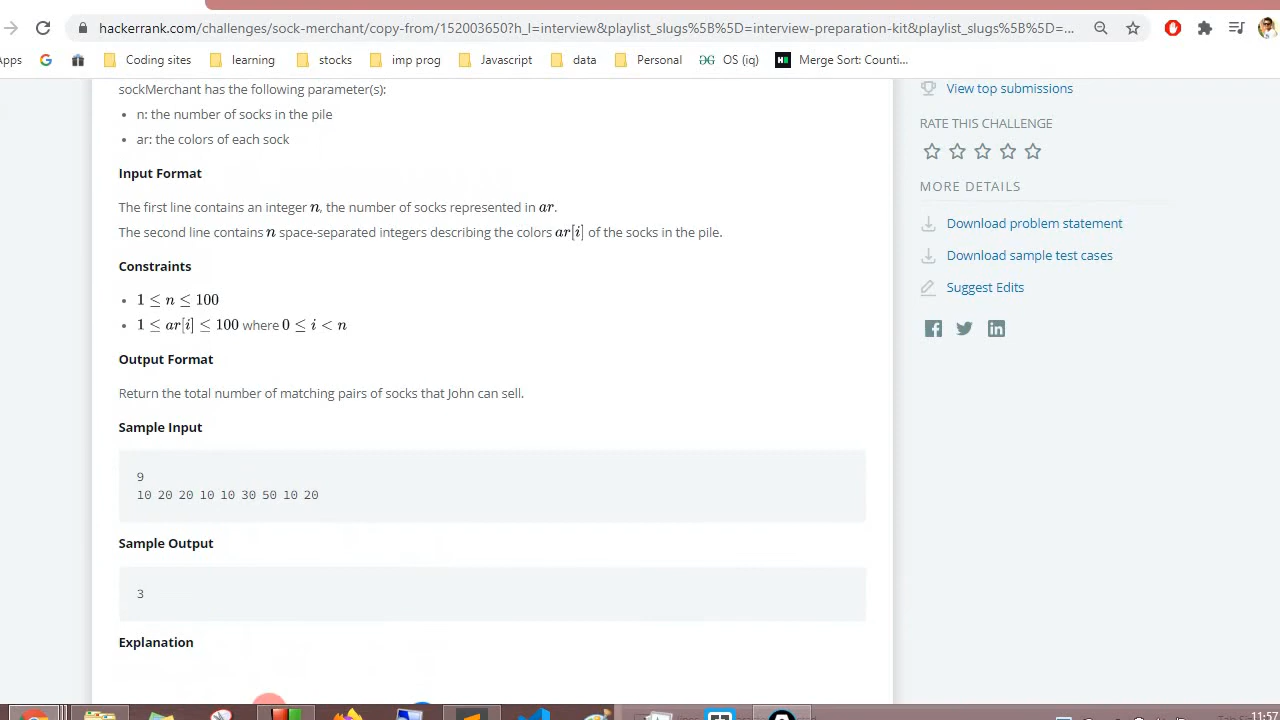 hackerrank.com/challenges/sock-merchant/copy-from/152003650?h_l=interview&playlist_slugs%5B%5D=interview-preparation-kit&playlist_slugs%5B%5D=...
pps
Coding sites
learning
stocks
imp prog
Javascript
data
Personal
OS (iq)
Merge Sort: Counti...
sockMerchant has the following parameter(s):
n: the number of socks in the pile
ar: the colors of each sock
Input Format
The first line contains an integer n, the number of socks represented in ar.
The second line contains n space-separated integers describing the colors ar[i] of the socks in the pile.
Constraints
1 ≤ n ≤ 100
1 ≤ ar[i] ≤ 100 where 0 ≤ i < n
Output Format
Return the total number of matching pairs of socks that John can sell.
Sample Input
9
10 20 20 10 10 30 50 10 20
Sample Output
3
Explanation
View top submissions
RATE THIS CHALLENGE
MORE DETAILS
Download problem statement
Download sample test cases
Suggest Edits
11:57